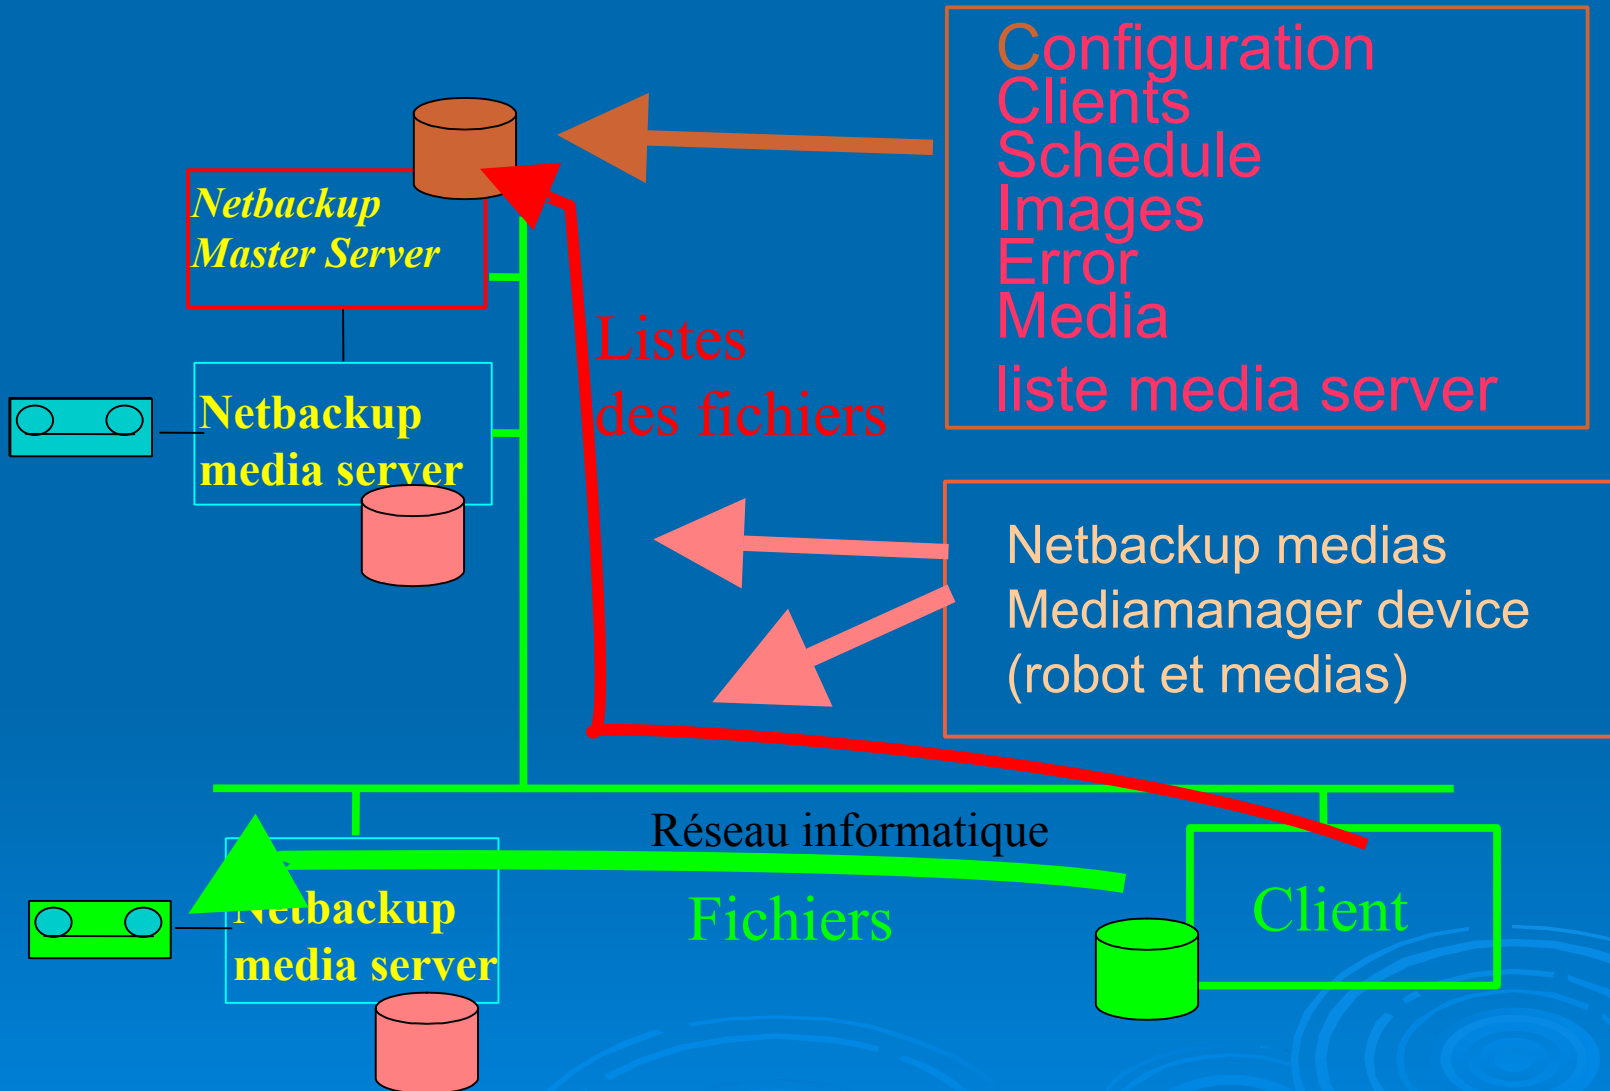 Configuration
Clients
Schedule
Images
Error
Media
liste media server
Netbackup
Master Server
Listes
des fichiers
Netbackup
media server
Netbackup medias
Mediamanager device
(robot et medias)
Réseau informatique
Fichiers
Client
Netbackup
media server